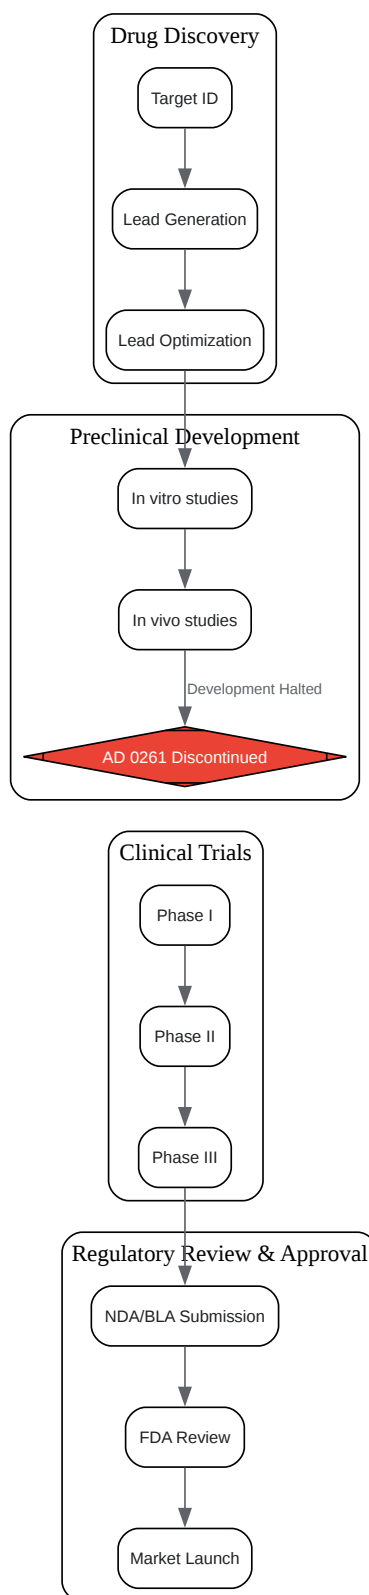 Drug Discovery
Target ID
Lead Generation
Lead Optimization
Preclinical Development
In vitro studies
In vivo studies
Development Halted
AD 0261 Discontinued
Clinical Trials
Phase I
Phase II
Phase III
Regulatory Review & Approval
NDA/BLA Submission
FDA Review
Market Launch